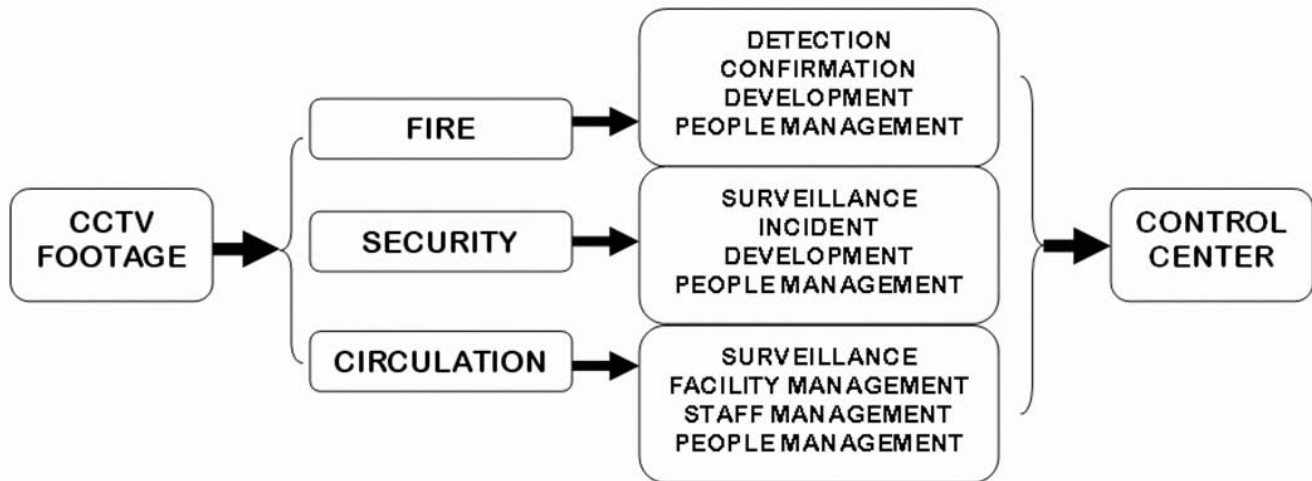 CCTV
FOOTAGE
FIRE
SECURITY
CIRCULATION
DETECTION
CONFIRMATION
DEVELOPMENT
PEOPLE MANAGEMENT
SURVEILLANCE
INCIDENT
DEVELOPMENT
PEOPLE MANAGEMENT
SURVEILLANCE
FACILITY MANAGEMENT
STAFF MANAGEMENT
PEOPLE MANAGEMENT
CONTROL
CENTER